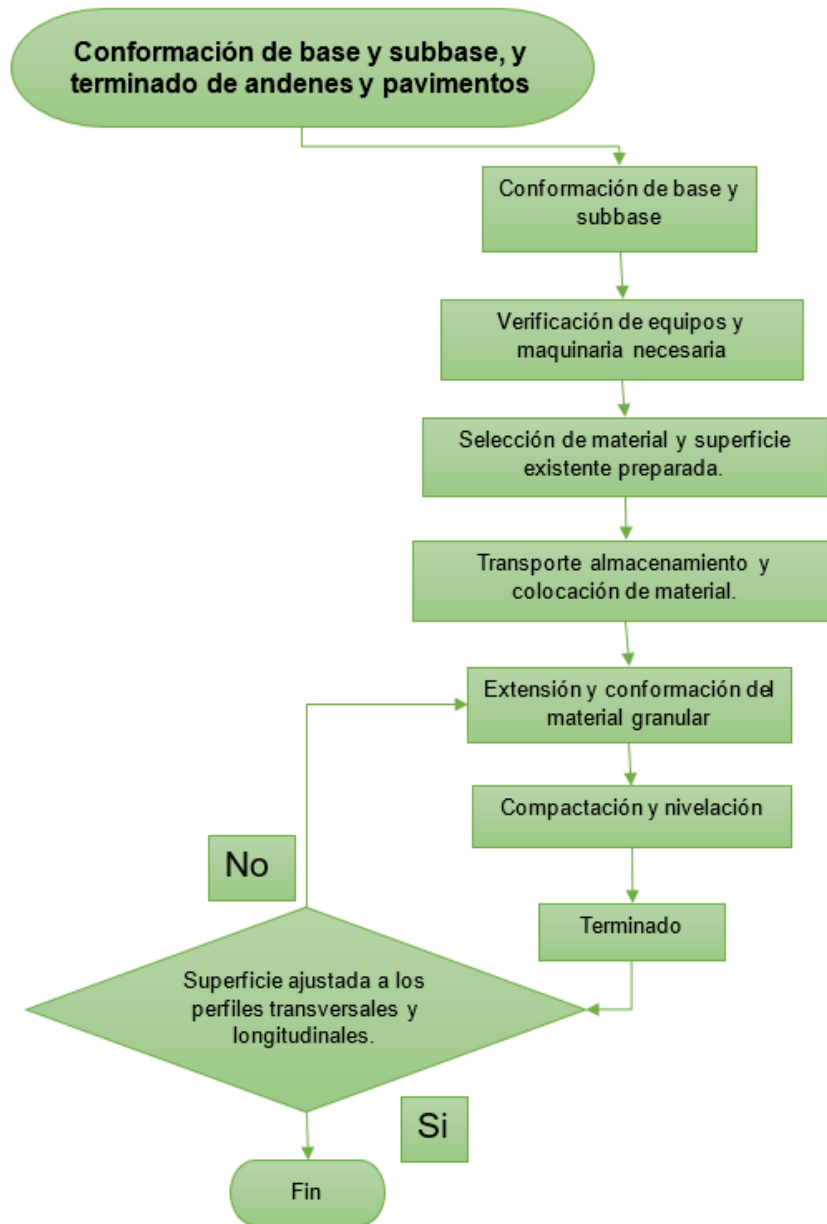 Conformación de base y subbase, y
terminado de andenes y pavimentos
Conformación de base y
subbase
Verificación de equipos y
maquinaria necesaria
Selección de material y superficie
existente preparada.
Transporte almacenamiento y
colocación de material.
Extensión y conformación del
material granular
Compactación y nivelación
No
Terminado
Superficie ajustada a los
perfiles transversales y
longitudinales.
Si
Fin